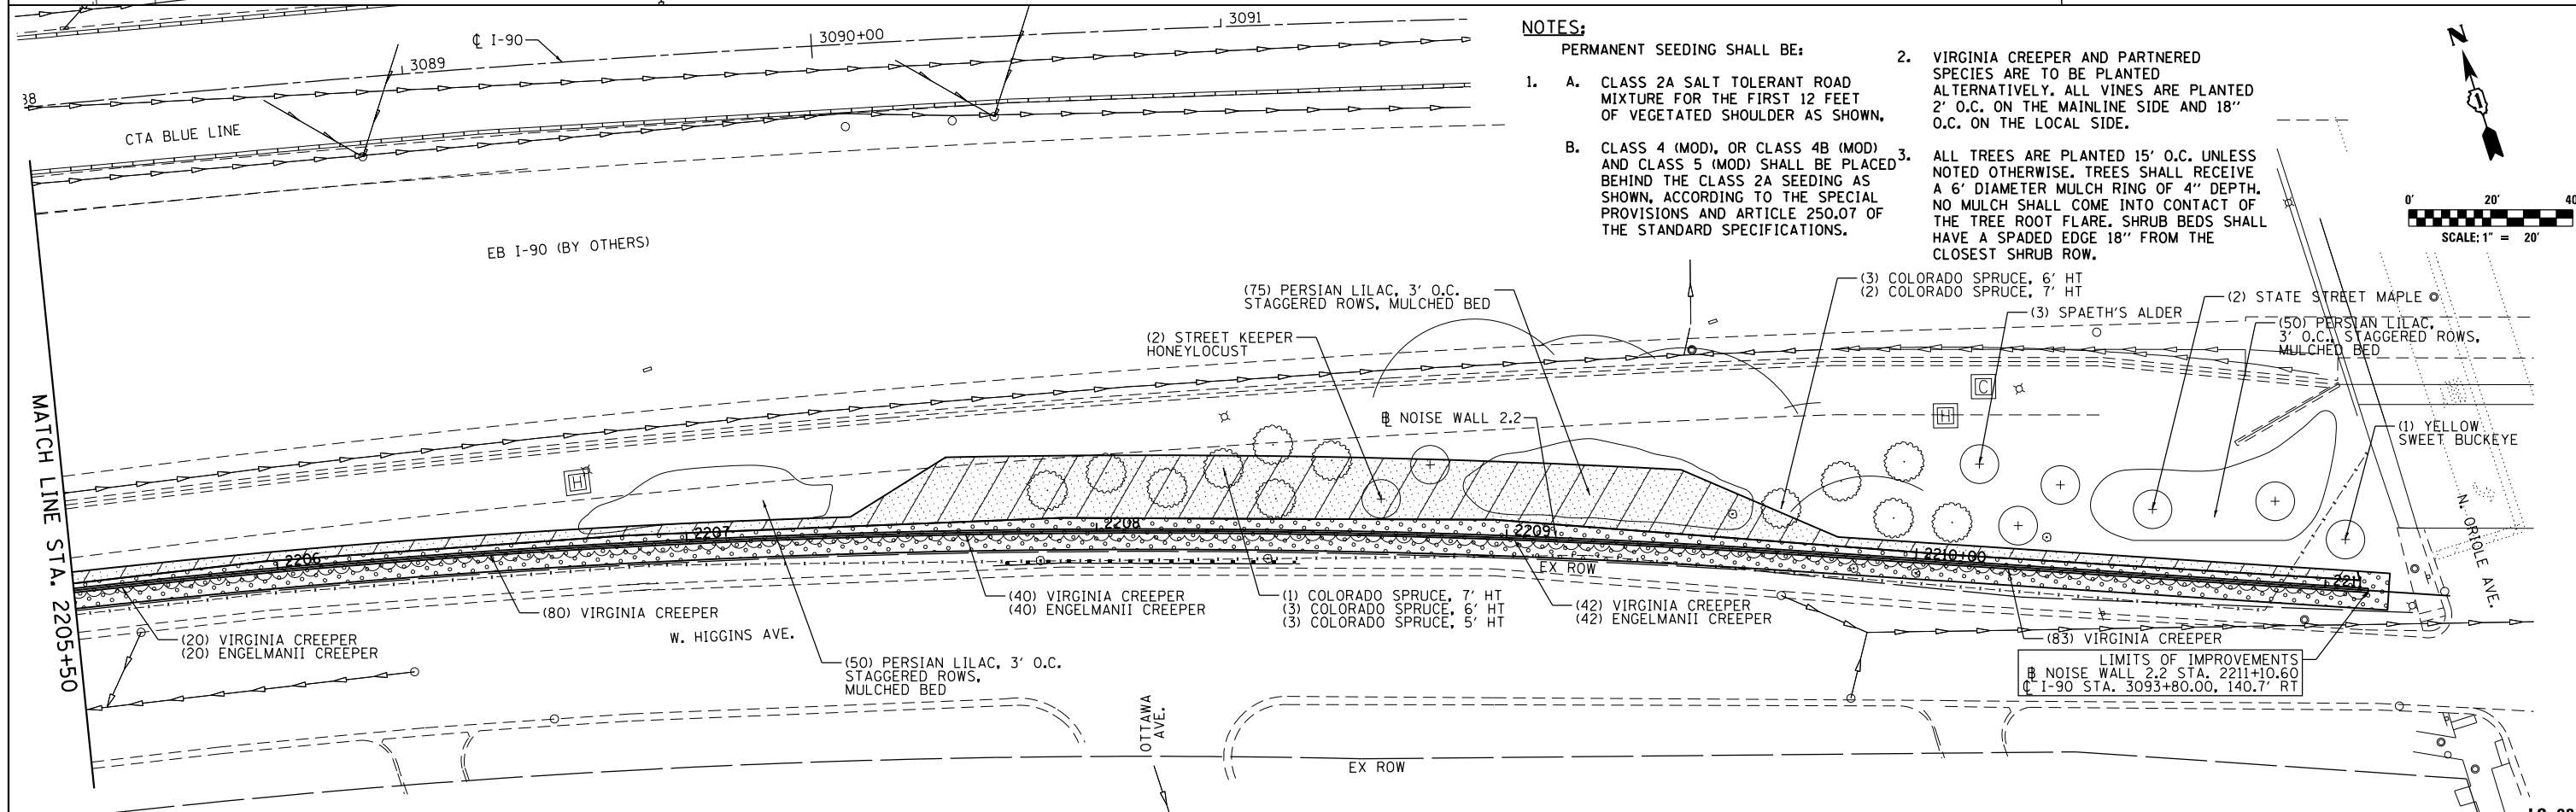 ℄ I-90
3089
3090+00
3091
38
CTA BLUE LINE
EB I-90 (BY OTHERS)
NOTES:
PERMANENT SEEDING SHALL BE:
1. A. CLASS 2A SALT TOLERANT ROAD
MIXTURE FOR THE FIRST 12 FEET
OF VEGETATED SHOULDER AS SHOWN.
B. CLASS 4 (MOD), OR CLASS 4B (MOD)
AND CLASS 5 (MOD) SHALL BE PLACED
BEHIND THE CLASS 2A SEEDING AS
SHOWN, ACCORDING TO THE SPECIAL
PROVISIONS AND ARTICLE 250.07 OF
THE STANDARD SPECIFICATIONS.
2. VIRGINIA CREEPER AND PARTNERED
SPECIES ARE TO BE PLANTED
ALTERNATIVELY. ALL VINES ARE PLANTED
2' O.C. ON THE MAINLINE SIDE AND 18''
O.C. ON THE LOCAL SIDE.
3. ALL TREES ARE PLANTED 15' O.C. UNLESS
NOTED OTHERWISE. TREES SHALL RECEIVE
A 6' DIAMETER MULCH RING OF 4'' DEPTH.
NO MULCH SHALL COME INTO CONTACT OF
THE TREE ROOT FLARE. SHRUB BEDS SHALL
HAVE A SPADED EDGE 18'' FROM THE
CLOSEST SHRUB ROW.
N
0' 20' 40
SCALE: 1" = 20'
(75) PERSIAN LILAC, 3' O.C.
STAGGERED ROWS, MULCHED BED
(2) STREET KEEPER
HONEYLOCUST
(3) COLORADO SPRUCE, 6' HT
(2) COLORADO SPRUCE, 7' HT
(2) STATE STREET MAPLE
(3) SPAETH'S ALDER
(50) PERSIAN LILAC,
3' O.C., STAGGERED ROWS,
MULCHED BED
C
H
H
NOISE WALL 2.2
(1) YELLOW
SWEET BUCKEYE
MATCH LINE STA. 2205+50
2206
2207
2208
2209
2210+00
2211
EX ROW
N. ORIOLE AVE.
(20) VIRGINIA CREEPER
(20) ENGELMANII CREEPER
(80) VIRGINIA CREEPER
W. HIGGINS AVE.
(40) VIRGINIA CREEPER
(40) ENGELMANII CREEPER
(1) COLORADO SPRUCE, 7' HT
(3) COLORADO SPRUCE, 6' HT
(3) COLORADO SPRUCE, 5' HT
(42) VIRGINIA CREEPER
(42) ENGELMANII CREEPER
(83) VIRGINIA CREEPER
(50) PERSIAN LILAC, 3' O.C.
STAGGERED ROWS,
MULCHED BED
LIMITS OF IMPROVEMENTS
NOISE WALL 2.2 STA. 2211+10.60
℄ I-90 STA. 3093+80.00, 140.7' RT
OTTAWA
AVE.
EX ROW